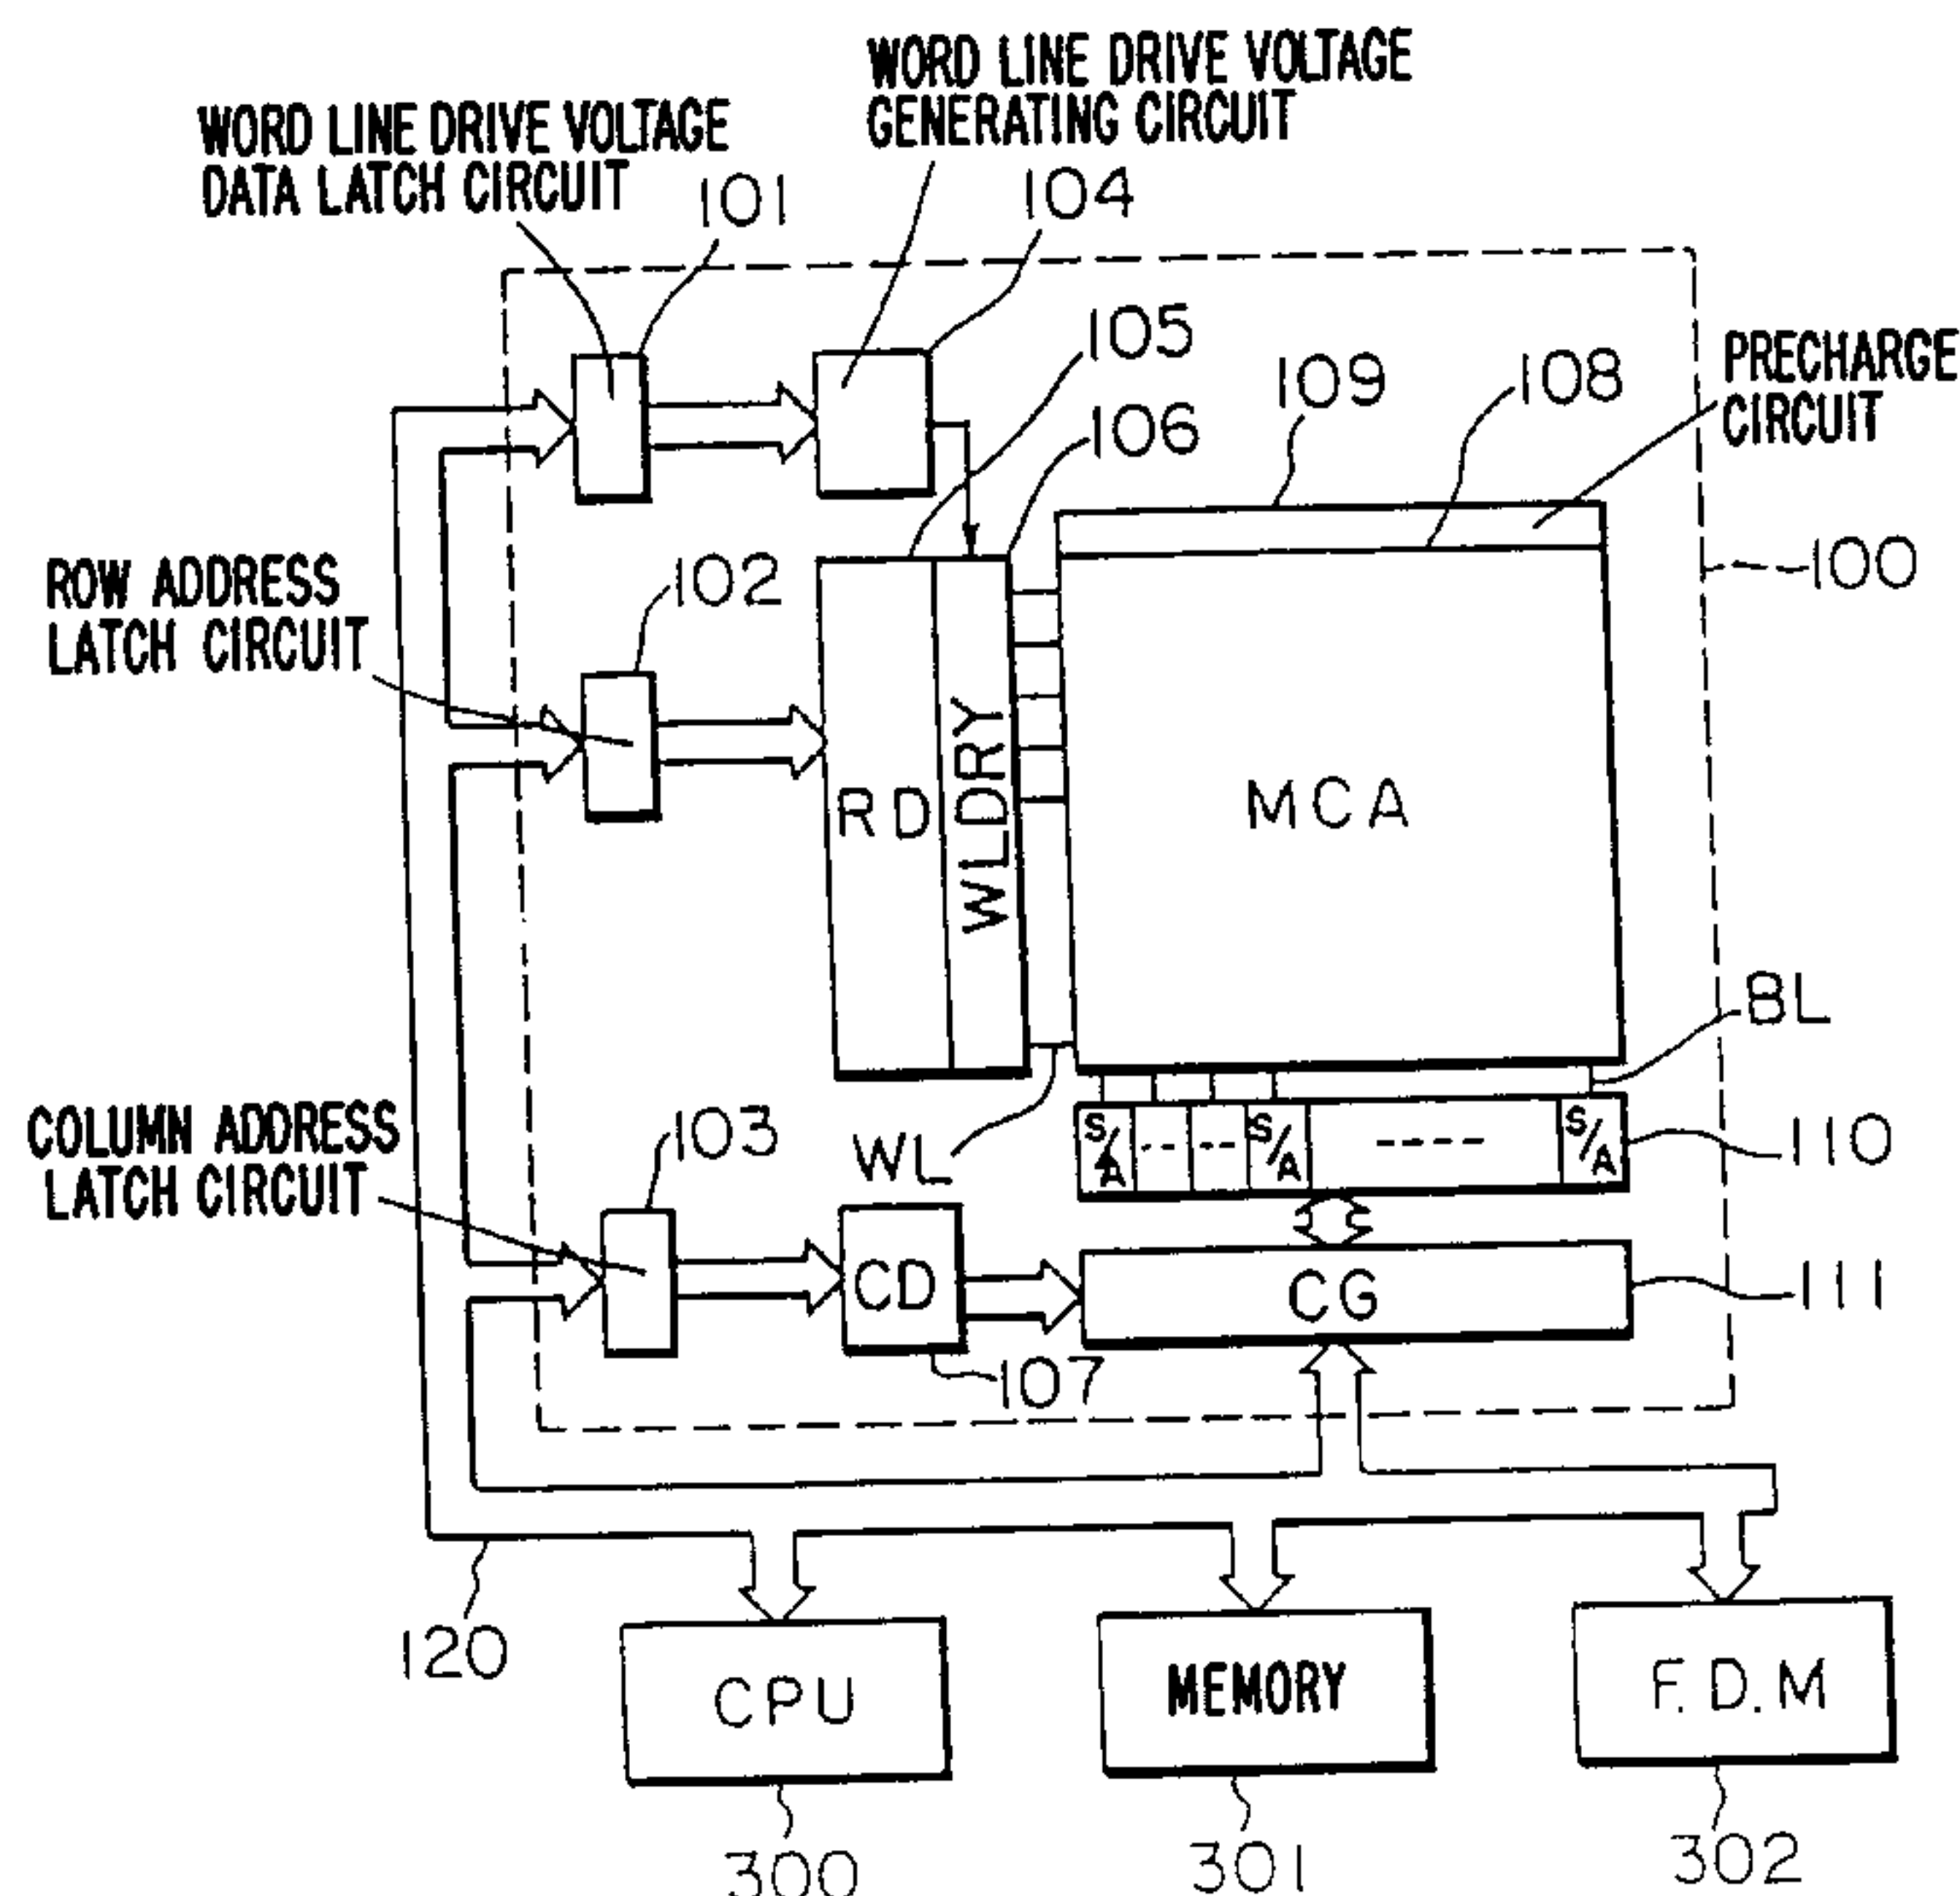 WORD LINE DRIVE VOLTAGE
GENERATING CIRCUIT
WORD LINE DRIVE VOLTAGE
DATA LATCH CIRCUIT
101
104
105
109
108
PRECHARGE
CIRCUIT
106
ROW ADDRESS
LATCH CIRCUIT
102
100
RD
WLDRY
MCA
8L
COLUMN ADDRESS
LATCH CIRCUIT
103
WL
S/A
-- --
S/A
----
S/A
110
CD
CG
111
107
120
CPU
MEMORY
F.D.M
300
301
302